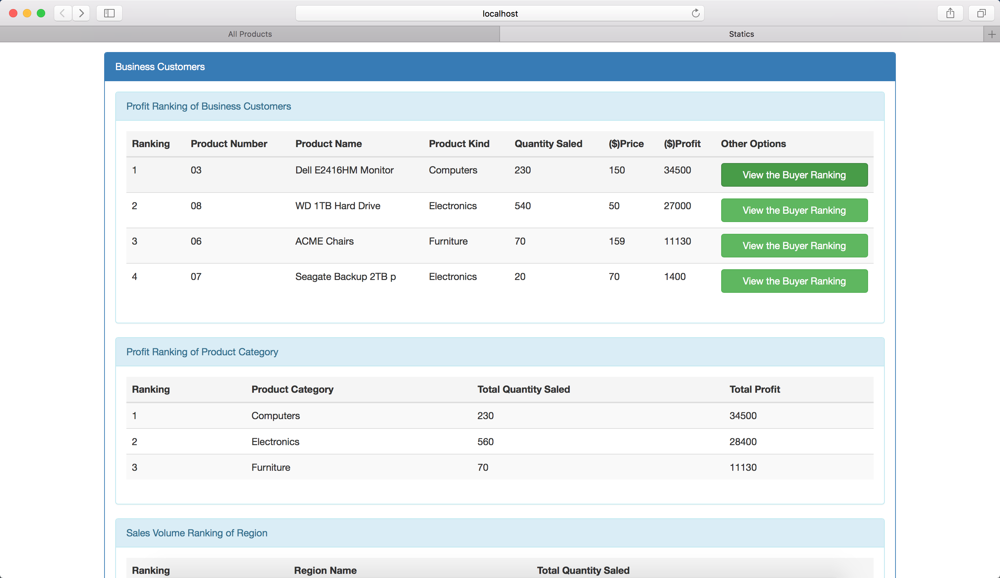 localhost
All Products Statics
Business Customers
Profit Ranking of Business Customers
Ranking Product Number Product Name Product Kind Quantity Saled ($)Price ($)Profit Other Options
1 03 Dell E2416HM Monitor Computers 230 150 34500 View the Buyer Ranking
2 08 WD 1TB Hard Drive Electronics 540 50 27000 View the Buyer Ranking
3 06 ACME Chairs Furniture 70 159 11130 View the Buyer Ranking
4 07 Seagate Backup 2TB p Electronics 20 70 1400 View the Buyer Ranking
Profit Ranking of Product Category
Ranking Product Category Total Quantity Saled Total Profit
1 Computers 230 34500
2 Electronics 560 28400
3 Furniture 70 11130
Sales Volume Ranking of Region
Ranking Region Name Total Quantity Saled